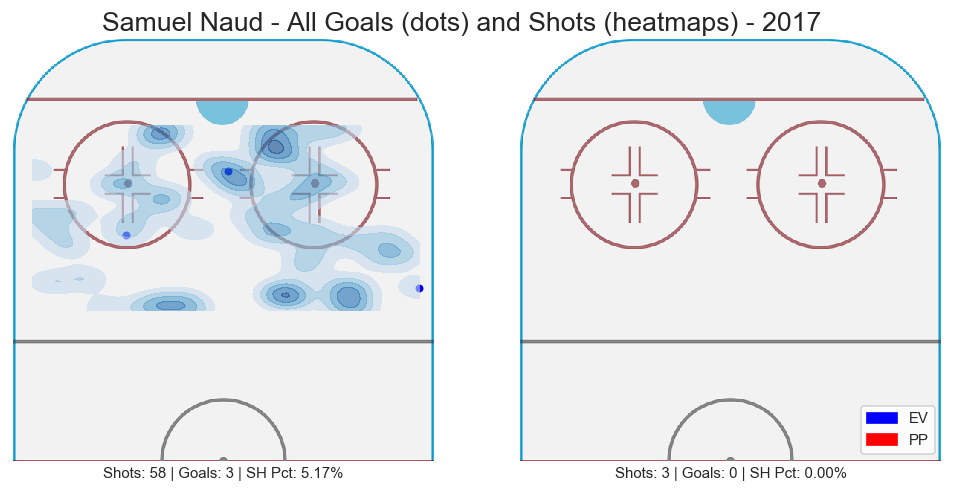 Samuel Naud - All Goals (dots) and Shots (heatmaps) - 2017
EV
PP
Shots: 58 | Goals: 3 | SH Pct: 5.17%
Shots: 3 | Goals: 0 | SH Pct: 0.00%